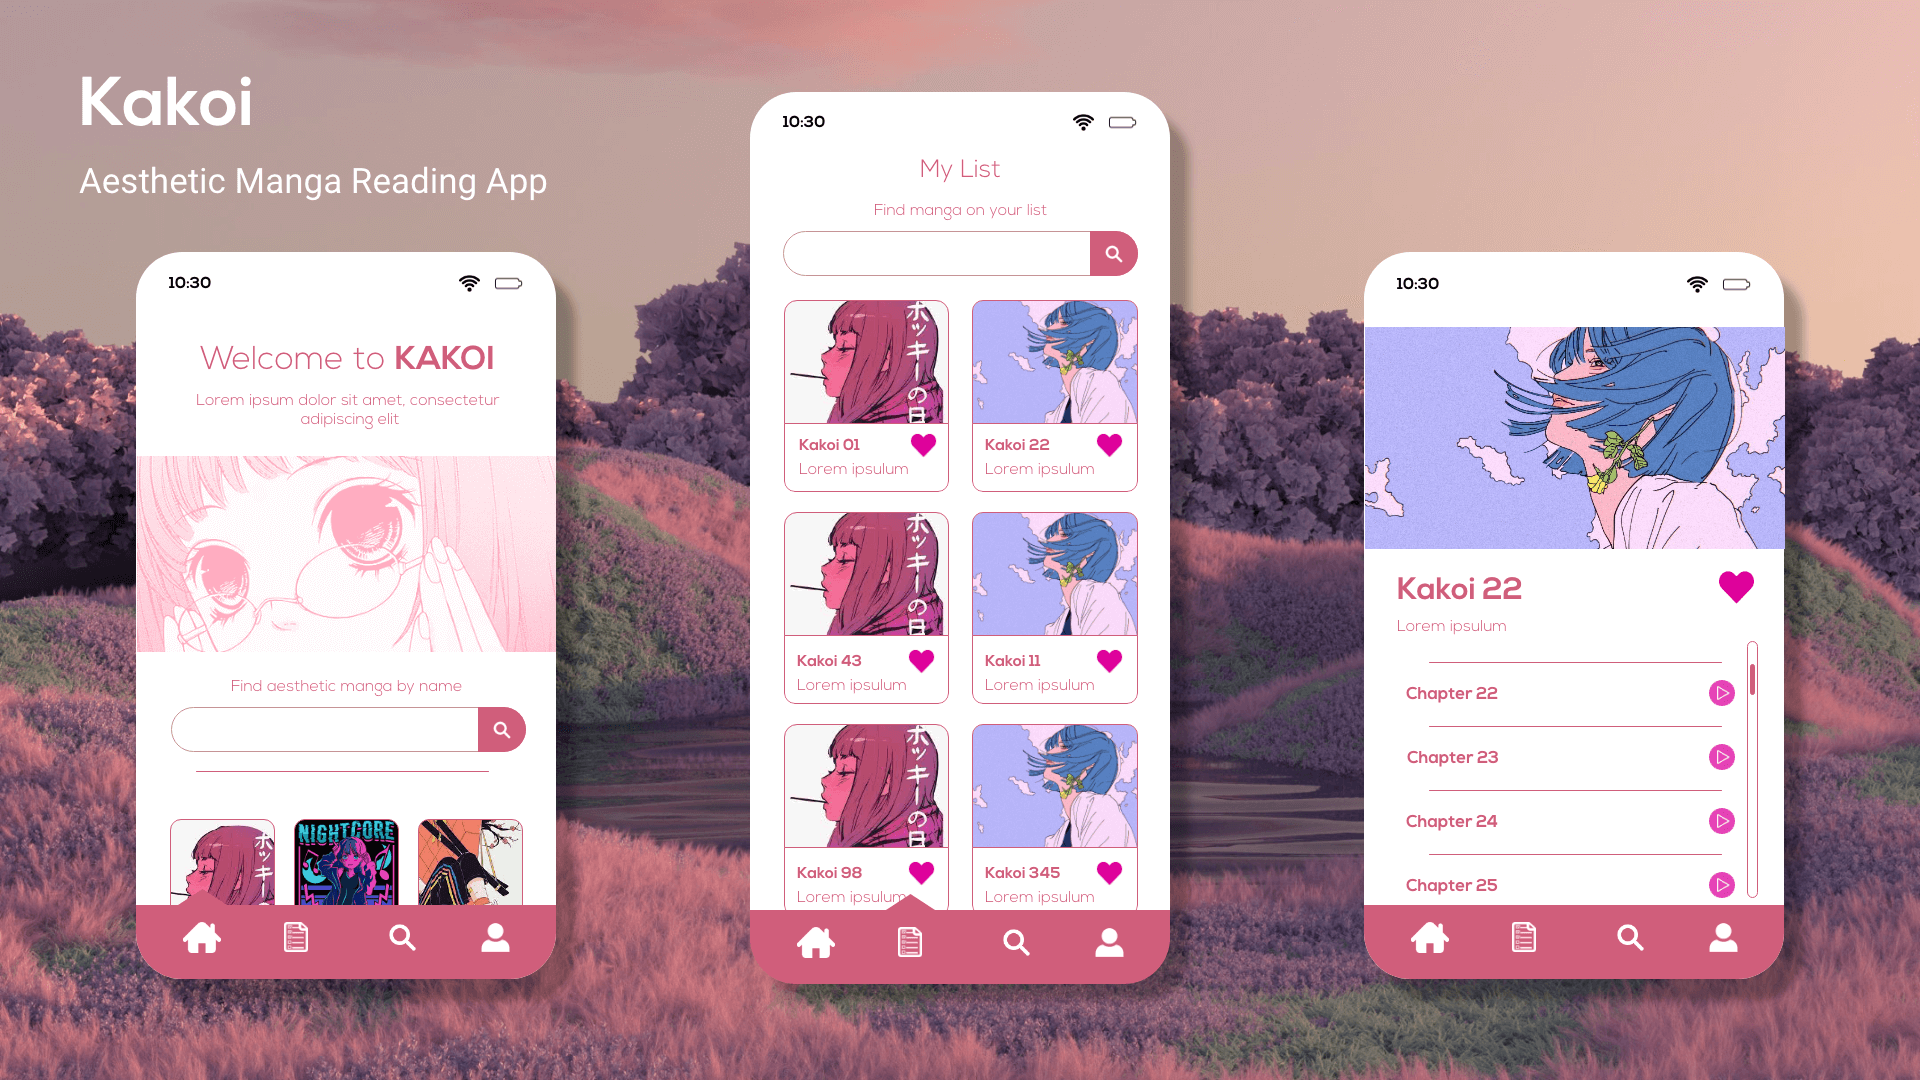 Kakoi
Aesthetic Manga Reading App
10:30
Welcome to KAKOI
Lorem ipsum dolor sit amet, consectetur
adipiscing elit
Find aesthetic manga by name
ホッキー
NIGHTCORE
10:30
My List
Find manga on your list
ホッキーの日
Kakoi 01
Lorem ipsulum
Kakoi 22
Lorem ipsulum
ホッキーの日
Kakoi 43
Lorem ipsulum
Kakoi 11
Lorem ipsulum
ホッキーの日
Kakoi 98
Lorem ipsulum
Kakoi 345
Lorem ipsulum
10:30
Kakoi 22
Lorem ipsulum
Chapter 22
Chapter 23
Chapter 24
Chapter 25